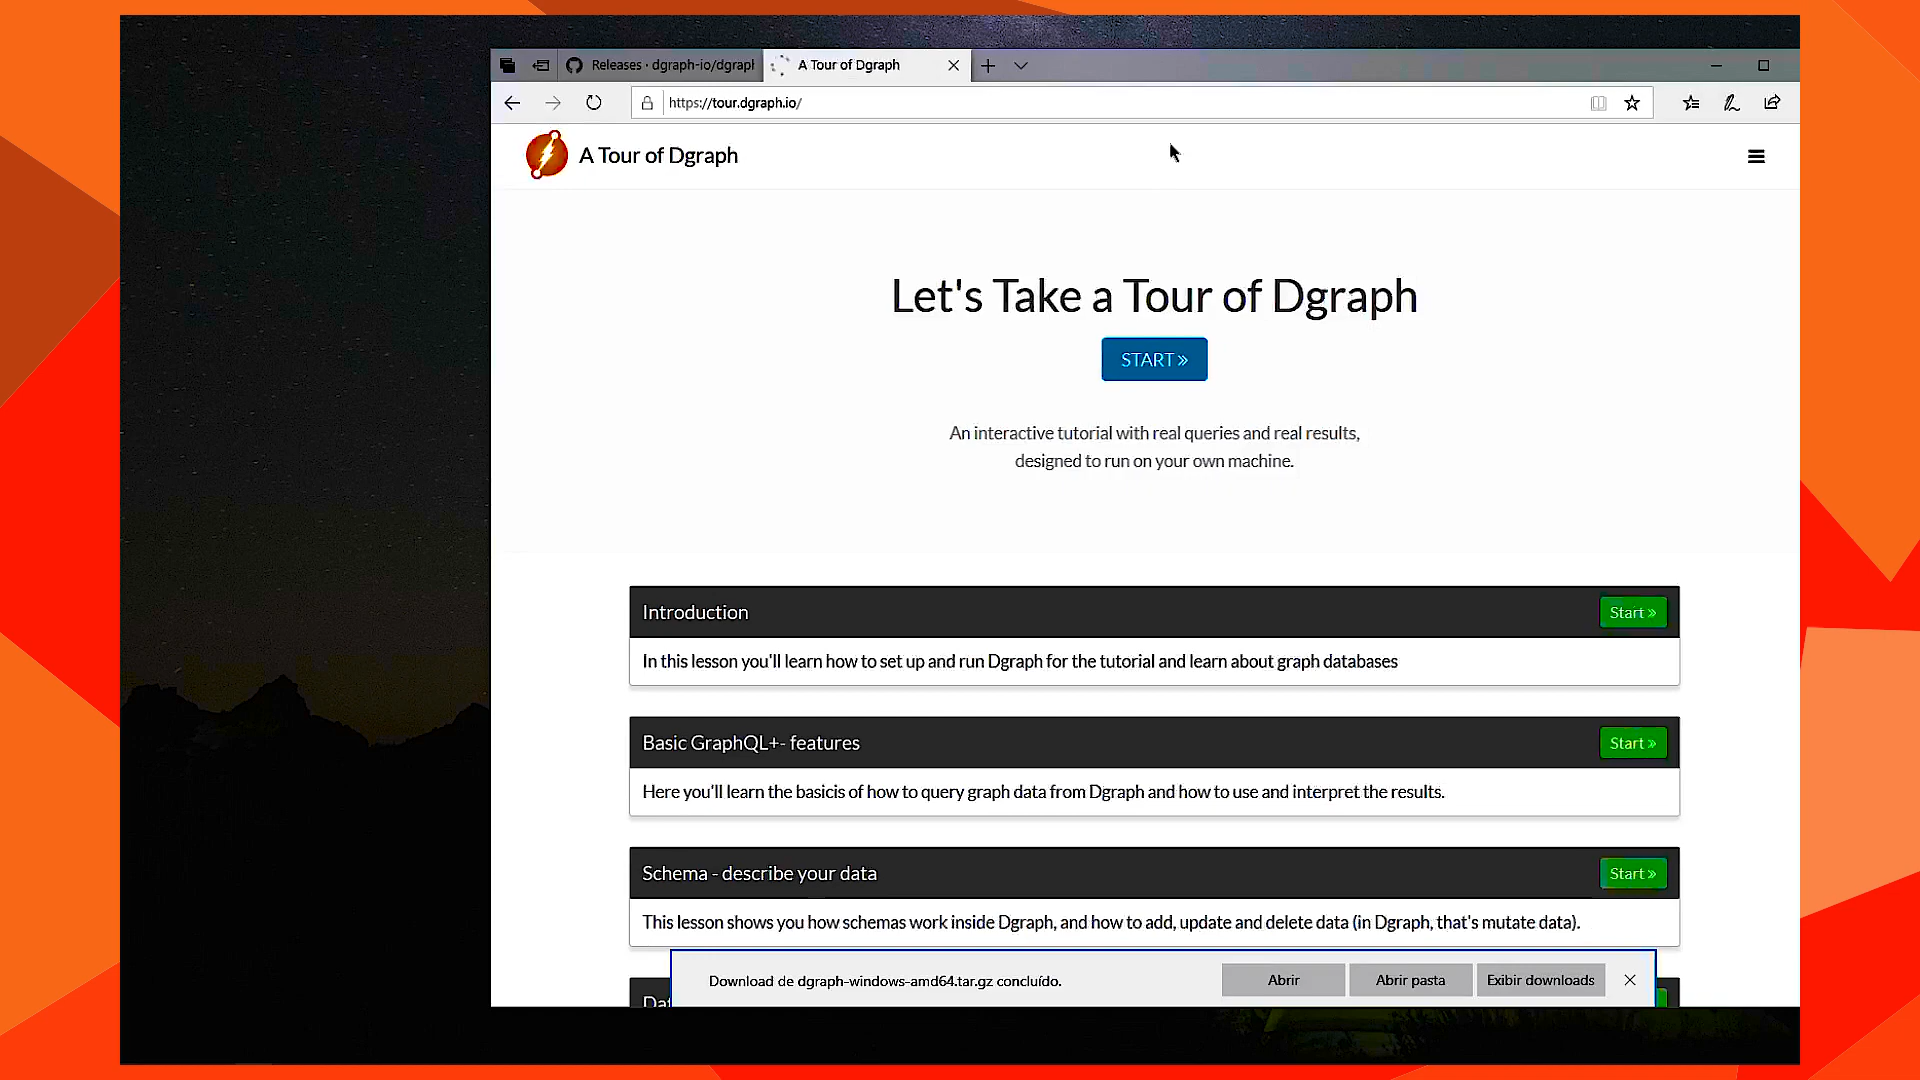 Releases · dgraph-io/dgraph
A Tour of Dgraph
https://tour.dgraph.io/
A Tour of Dgraph
Let's Take a Tour of Dgraph
START »
An interactive tutorial with real queries and real results,
designed to run on your own machine.
Introduction
Start »
In this lesson you'll learn how to set up and run Dgraph for the tutorial and learn about graph databases
Basic GraphQL+- features
Start »
Here you'll learn the basicis of how to query graph data from Dgraph and how to use and interpret the results.
Schema - describe your data
Start »
This lesson shows you how schemas work inside Dgraph, and how to add, update and delete data (in Dgraph, that's mutate data).
Download de dgraph-windows-amd64.tar.gz concluído.
Abrir
Abrir pasta
Exibir downloads